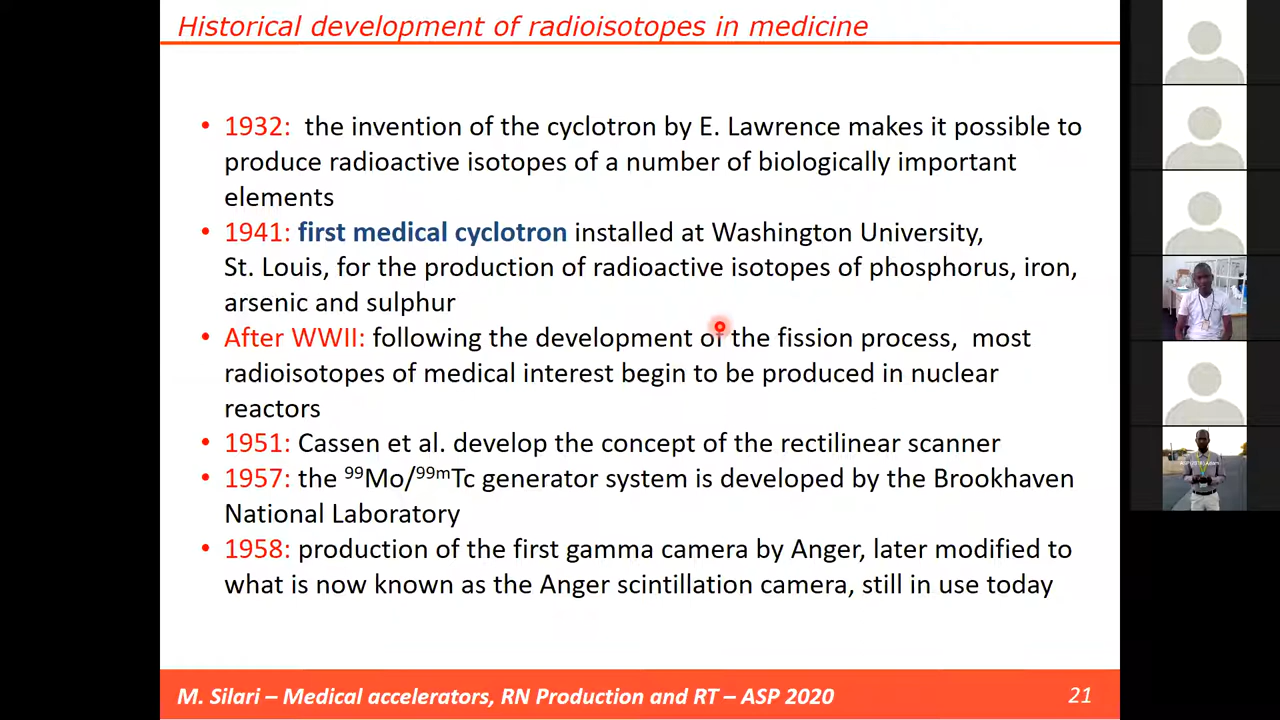 Historical development of radioisotopes in medicine
• 1932: the invention of the cyclotron by E. Lawrence makes it possible to
produce radioactive isotopes of a number of biologically important
elements
• 1941: first medical cyclotron installed at Washington University,
St. Louis, for the production of radioactive isotopes of phosphorus, iron,
arsenic and sulphur
• After WWII: following the development of the fission process, most
radioisotopes of medical interest begin to be produced in nuclear
reactors
• 1951: Cassen et al. develop the concept of the rectilinear scanner
• 1957: the ⁹⁹Mo/⁹⁹ᵐTc generator system is developed by the Brookhaven
National Laboratory
• 1958: production of the first gamma camera by Anger, later modified to
what is now known as the Anger scintillation camera, still in use today
M. Silari – Medical accelerators, RN Production and RT – ASP 2020
21